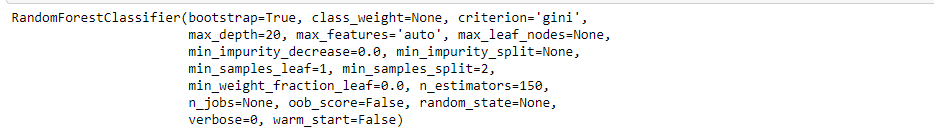 RandomForestClassifier(bootstrap=True, class_weight=None, criterion='gini',
max_depth=20, max_features='auto', max_leaf_nodes=None,
min_impurity_decrease=0.0, min_impurity_split=None,
min_samples_leaf=1, min_samples_split=2,
min_weight_fraction_leaf=0.0, n_estimators=150,
n_jobs=None, oob_score=False, random_state=None,
verbose=0, warm_start=False)